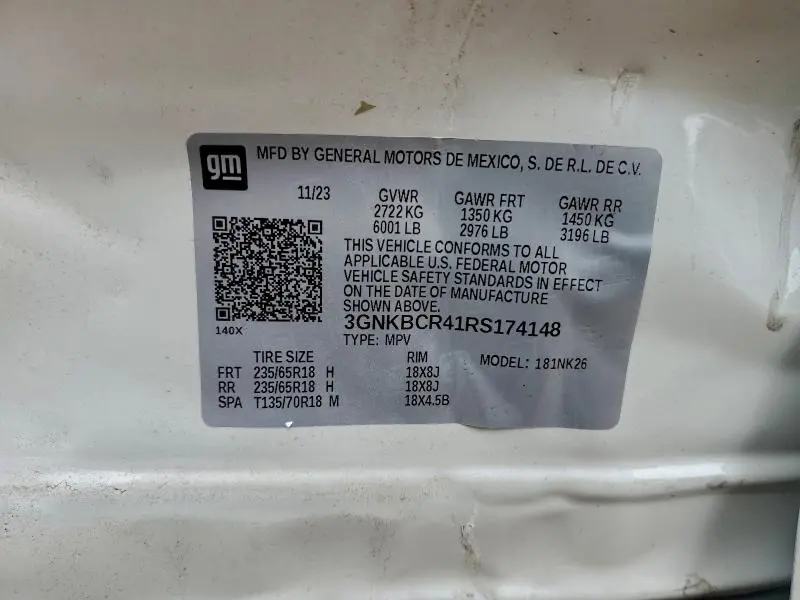 gm MFD BY GENERAL MOTORS DE MEXICO, S. DE R.L. DE C.V.
11/23 GVWR GAWR FRT GAWR RR
2722 KG 1350 KG 1450 KG
6001 LB 2976 LB 3196 LB
THIS VEHICLE CONFORMS TO ALL
APPLICABLE U.S. FEDERAL MOTOR
VEHICLE SAFETY STANDARDS IN EFFECT
ON THE DATE OF MANUFACTURE
SHOWN ABOVE.
140X
3GNKBCR41RS174148
TYPE: MPV
TIRE SIZE RIM MODEL: 181NK26
FRT 235/65R18 H 18X8J
RR 235/65R18 H 18X8J
SPA T135/70R18 M 18X4.5B